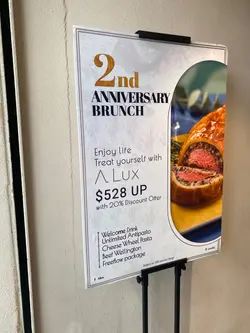 2nd
ANNIVERSARY
BRUNCH
Enjoy life
Treat yourself with
Λ Lux
$528 UP
with 20% Discount Offer
Welcome Drink
Unlimited Antipasto
Cheese Wheel Pasta
Beef Wellington
Freeflow package